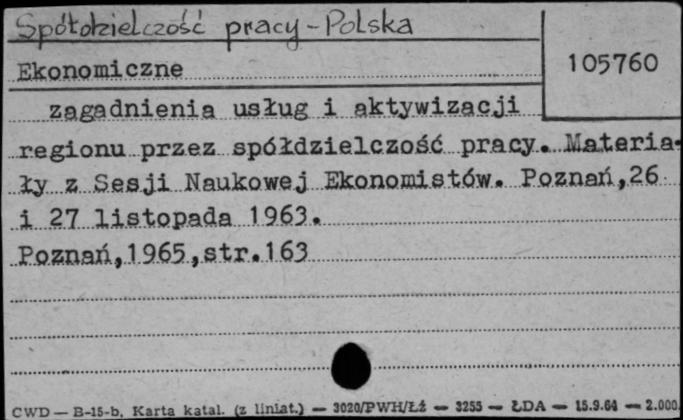 Spółdzielczość pracy - Polska
105760
Ekonomiczne
zagadnienia usług i aktywizacji
regionu przez spółdzielczość pracy. Materia-
ły z Sesji Naukowej Ekonomistów. Poznań,26
i 27 listopada 1963.
Poznań,1965,str.163
CWD — B-15-b. Karta katal. (z liniat.) — 3020/PWH/Łż — 3255 — ŁDA — 15.9.64 — 2.000